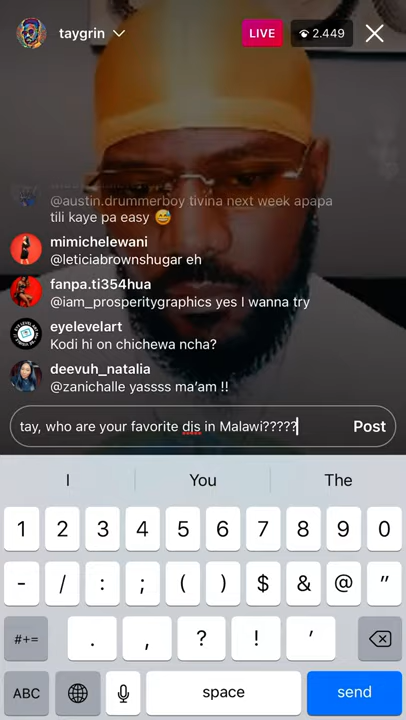 taygrin
LIVE
2.449
@austin.drummerboy tivina next week apapa
tili kaye pa easy 😅
mimichelewani
@leticiabrownshugar eh
fanpa.ti354hua
@iam_prosperitygraphics yes I wanna try
eyelevelart
Kodi hi on chichewa ncha?
deevuh_natalia
@zanichalle yassss ma’am !!
tay, who are your favorite djs in Malawi?????
Post
I You The
1 2 3 4 5 6 7 8 9 0
- / : ; ( ) $ & @ ”
#+= . , ? ! ’
ABC space send